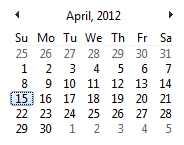 April, 2012
Su Mo Tu We Th Fr Sa
25 26 27 28 29 30 31
1 2 3 4 5 6 7
8 9 10 11 12 13 14
15 16 17 18 19 20 21
22 23 24 25 26 27 28
29 30 1 2 3 4 5